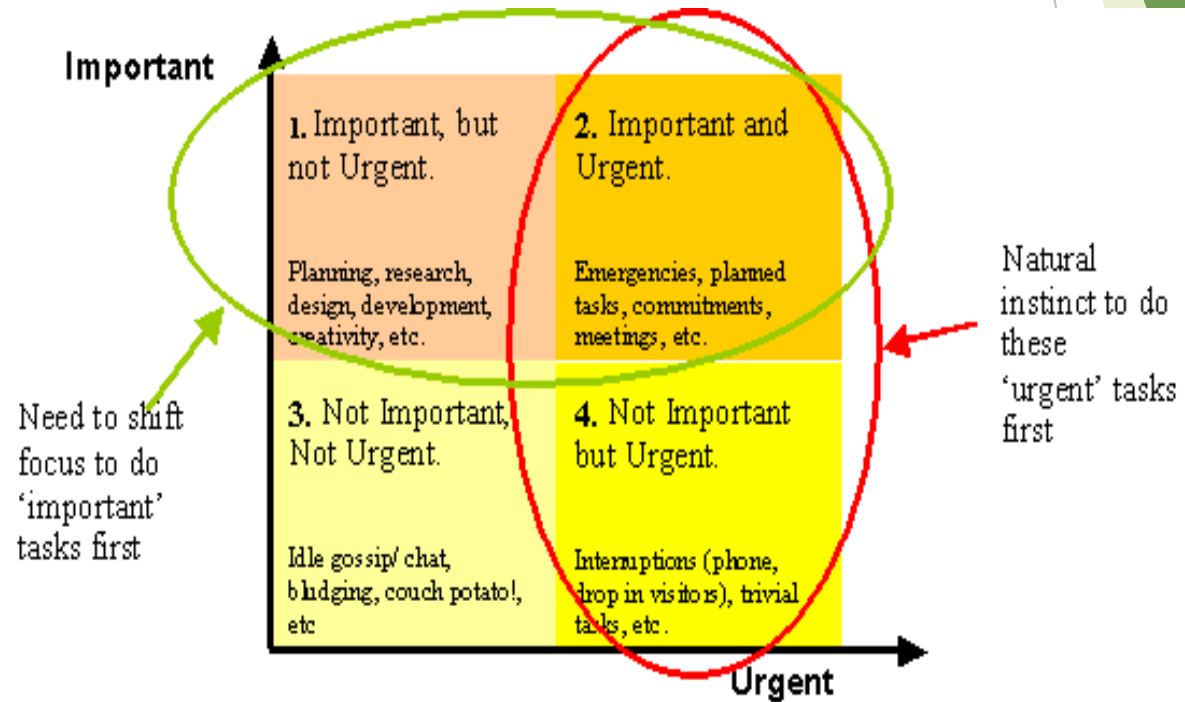 Important
1. Important, but
not Urgent.
Planning, research,
design, development,
creativity, etc.
2. Important and
Urgent.
Emergencies, planned
tasks, commitments,
meetings, etc.
Natural
instinct to do
these
‘urgent’ tasks
first
Need to shift
focus to do
‘important’
tasks first
3. Not Important,
Not Urgent.
Idle gossip/ chat,
bludging, couch potato!,
etc
4. Not Important
but Urgent.
Interruptions (phone,
drop in visitors), trivial
tasks, etc.
Urgent